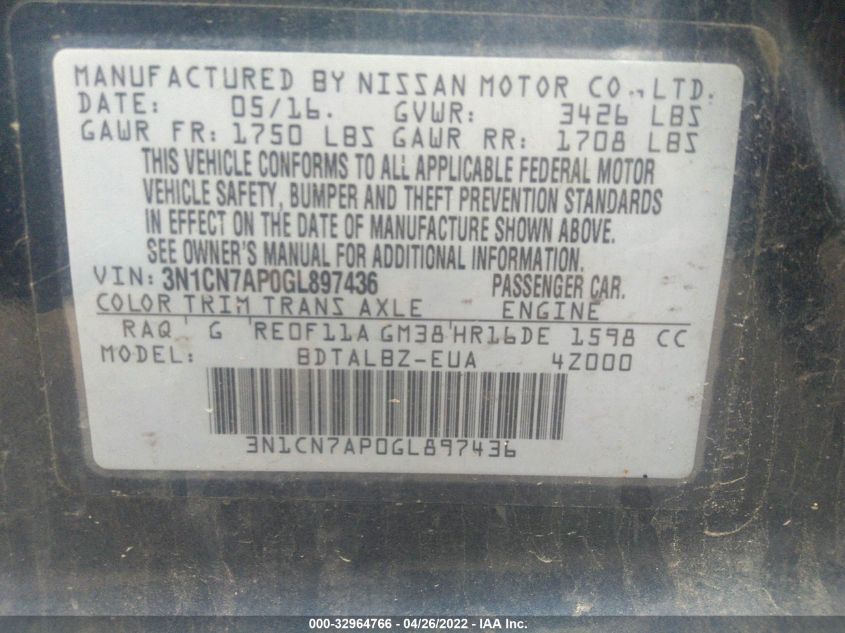 MANUFACTURED BY NISSAN MOTOR CO., LTD.
DATE: 05/16. GVWR: 3426 LBS
GAWR FR: 1750 LBS GAWR RR: 1708 LBS
THIS VEHICLE CONFORMS TO ALL APPLICABLE FEDERAL MOTOR
VEHICLE SAFETY, BUMPER AND THEFT PREVENTION STANDARDS
IN EFFECT ON THE DATE OF MANUFACTURE SHOWN ABOVE.
SEE OWNER'S MANUAL FOR ADDITIONAL INFORMATION.
VIN: 3N1CN7AP0GL897436 PASSENGER CAR.
COLOR TRIM TRANS AXLE ENGINE
RAQ' G 'RE0F11A GM38'HR16DE 1598 CC
MODEL: BDTALBZ-EUA 4Z000
3N1CN7AP0GL897436
000-32964766 - 04/26/2022 - IAA Inc.